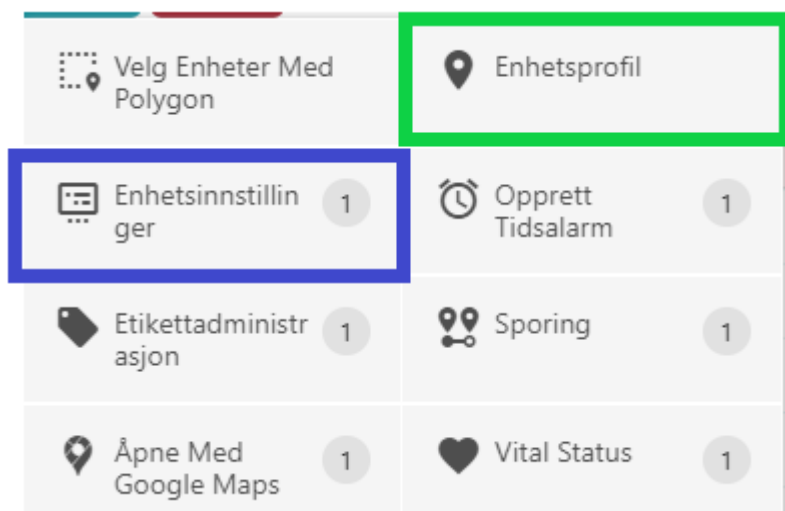 Velg Enheter Med
Polygon
Enhetsprofil
Enhetsinnstillin
ger
1
Opprett
Tidsalarm
1
Etikettadministr
asjon
1
Sporing
1
Åpne Med
Google Maps
1
Vital Status
1